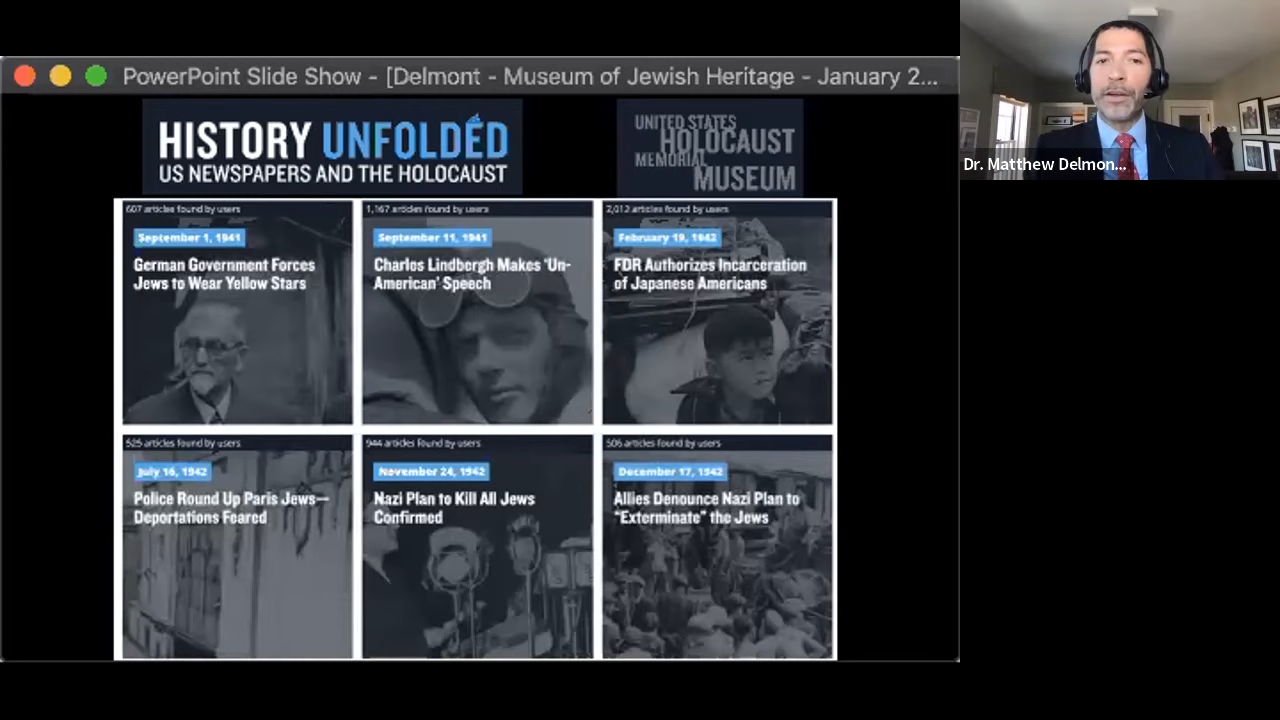 PowerPoint Slide Show - [Delmont - Museum of Jewish Heritage - January 2...
HISTORY UNFOLDED
US NEWSPAPERS AND THE HOLOCAUST
UNITED STATES
HOLOCAUST
MEMORIAL
MUSEUM
607 articles found by users
September 1, 1941
German Government Forces
Jews to Wear Yellow Stars
1,167 articles found by users
September 11, 1941
Charles Lindbergh Makes 'Un-
American' Speech
2,012 articles found by users
February 19, 1942
FDR Authorizes Incarceration
of Japanese Americans
525 articles found by users
July 16, 1942
Police Round Up Paris Jews—
Deportations Feared
944 articles found by users
November 24, 1942
Nazi Plan to Kill All Jews
Confirmed
506 articles found by users
December 17, 1942
Allies Denounce Nazi Plan to
"Exterminate" the Jews
Dr. Matthew Delmon...